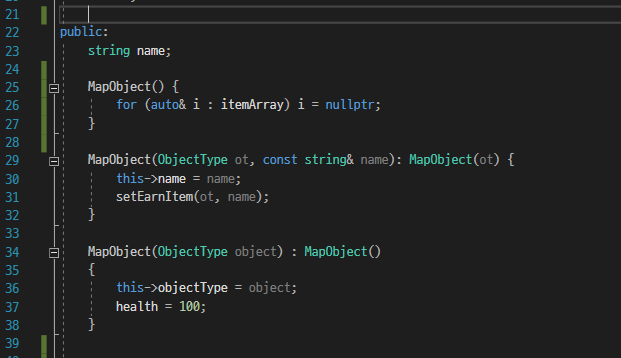 21
22 public:
23 string name;
24
25 MapObject() {
26 for (auto& i : itemArray) i = nullptr;
27 }
28
29 MapObject(ObjectType ot, const string& name): MapObject(ot) {
30 this->name = name;
31 setEarnItem(ot, name);
32 }
33
34 MapObject(ObjectType object) : MapObject()
35 {
36 this->objectType = object;
37 health = 100;
38 }
39